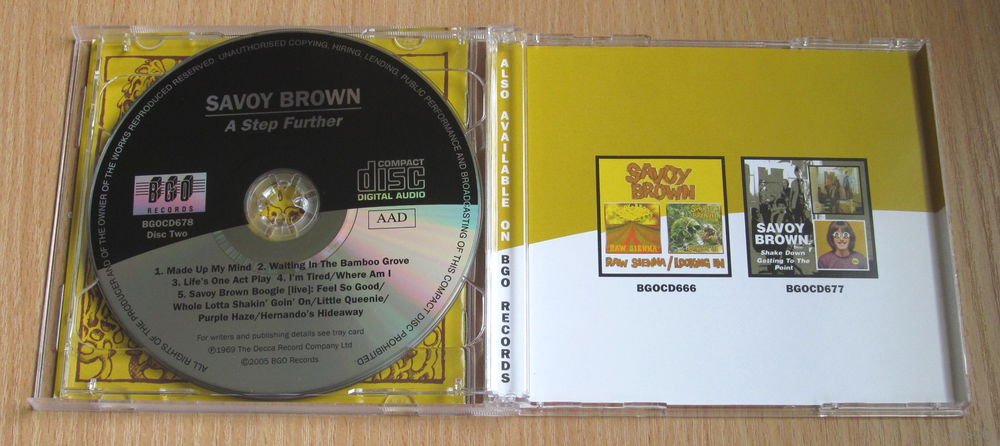 ALL RIGHTS OF THE PRODUCER AND OF THE OWNER OF THE WORKS REPRODUCED RESERVED UNAUTHORISED COPYING, HIRING, LENDING, PUBLIC PERFORMANCE AND BROADCASTING OF THIS COMPACT DISC PROHIBITED
SAVOY BROWN
A Step Further
BGO
RECORDS
BGOCD678
Disc Two
COMPACT
disc
DIGITAL AUDIO
AAD
1. Made Up My Mind 2. Waiting In The Bamboo Grove
3. Life's One Act Play 4. I'm Tired/Where Am I
5. Savoy Brown Boogie [live]: Feel So Good/
Whole Lotta Shakin' Goin' On/Little Queenie/
Purple Haze/Hernando's Hideaway
For writers and publishing details see tray card
℗1969 The Decca Record Company Ltd
©2005 BGO Records
ALSO AVAILABLE ON BGO RECORDS
SAVOY
BROWN
RAW SIENNA
RAW SIENNA/LOOKING IN
BGOCD666
SAVOY
BROWN
Shake Down
Getting To The
Point
BGOCD677